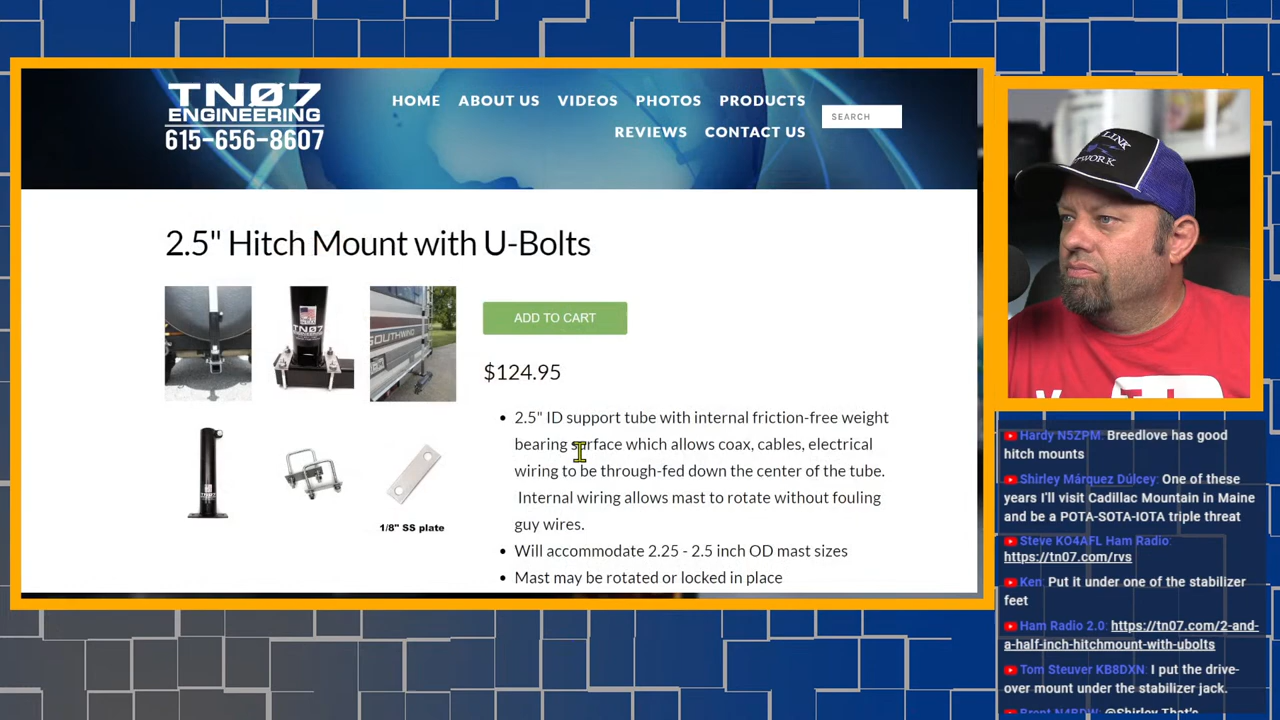 TNØ7
ENGINEERING
615-656-8607
HOME ABOUT US VIDEOS PHOTOS PRODUCTS
REVIEWS CONTACT US
SEARCH
2.5" Hitch Mount with U-Bolts
TNØ7
SOUTHWIND
1/8" SS plate
ADD TO CART
$124.95
• 2.5" ID support tube with internal friction-free weight
bearing surface which allows coax, cables, electrical
wiring to be through-fed down the center of the tube.
Internal wiring allows mast to rotate without fouling
guy wires.
• Will accommodate 2.25 - 2.5 inch OD mast sizes
• Mast may be rotated or locked in place
LINK
Hardy N5ZPM: Breedlove has good
hitch mounts
Shirley Márquez Dúlcey: One of these
years I'll visit Cadillac Mountain in Maine
and be a POTA-SOTA-IOTA triple threat
Steve KO4AFL Ham Radio:
https://tn07.com/rvs
Ken: Put it under one of the stabilizer
feet
Ham Radio 2.0: https://tn07.com/2-and-
a-half-inch-hitchmount-with-ubolts
Tom Steuver KB8DXN: I put the drive-
over mount under the stabilizer jack.
Brent N4BDW: @Shirley That's